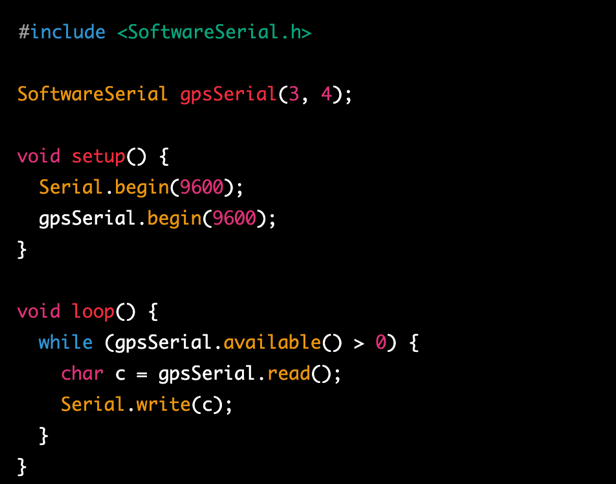 #include <SoftwareSerial.h>
SoftwareSerial gpsSerial(3, 4);
void setup() {
  Serial.begin(9600);
  gpsSerial.begin(9600);
}
void loop() {
  while (gpsSerial.available() > 0) {
    char c = gpsSerial.read();
    Serial.write(c);
  }
}